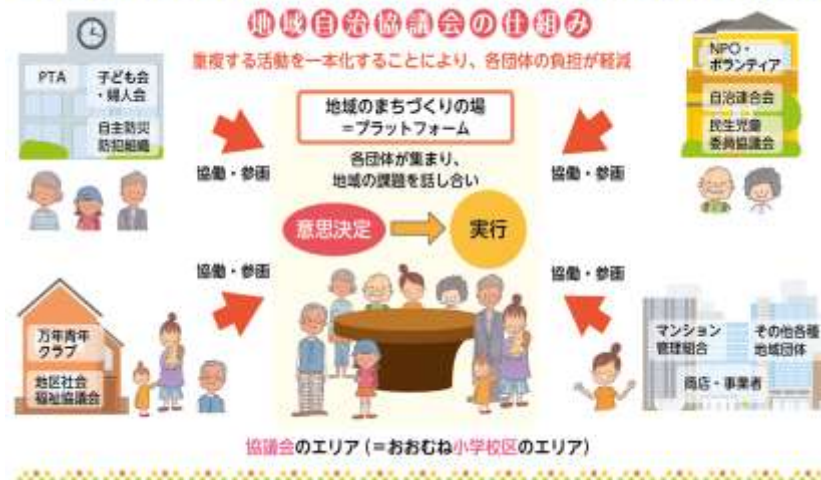 地域自治協議会の仕組み
重複する活動を一本化することにより、各団体の負担が軽減
PTA
子ども会
・婦人会
自主防災
防犯組織
地域のまちづくりの場
＝プラットフォーム
NPO・
ボランティア
自治連合会
民生児童
委員協議会
各団体が集まり、
地域の課題を話し合い
協働・参画
協働・参画
意思決定
実行
協働・参画
協働・参画
万年青年
クラブ
地区社会
福祉協議会
マンション
管理組合
その他各種
地域団体
商店・事業者
協議会のエリア（＝おおむね小学校区のエリア）